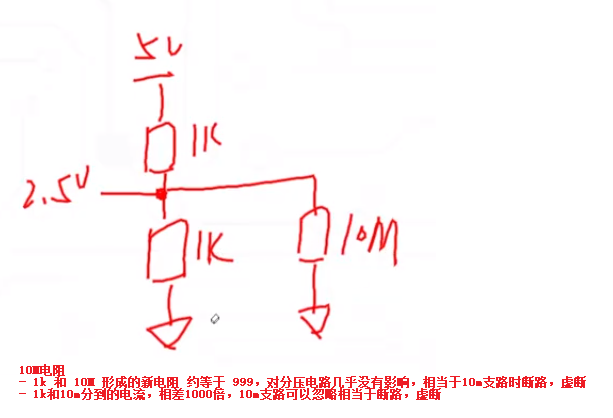 5V
1K
2.5V
1K
10M
10M电阻
- 1k 和 10M 形成的新电阻 约等于 999，对分压电路几乎没有影响，相当于10m支路时断路，虚断
- 1k和10m分到的电流，相差1000倍，10m支路可以忽略相当于断路，虚断